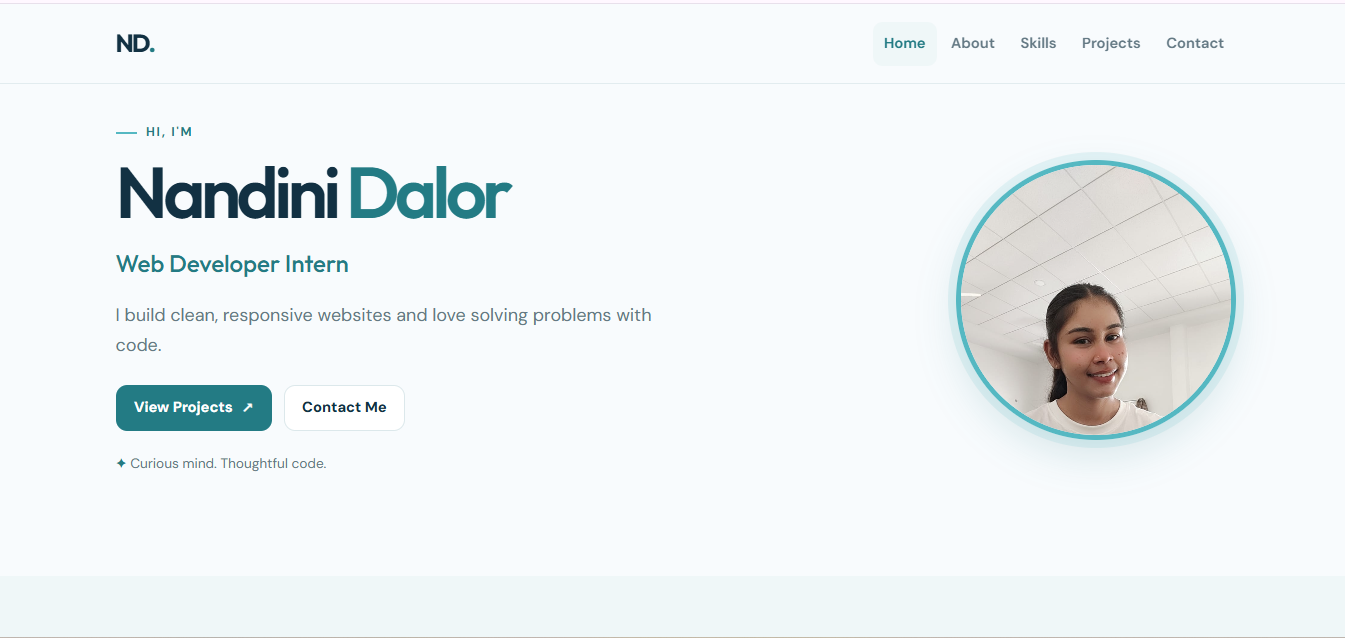 ND.
Home About Skills Projects Contact
HI, I'M
Nandini Dalor
Web Developer Intern
I build clean, responsive websites and love solving problems with
code.
View Projects ↗ Contact Me
✦ Curious mind. Thoughtful code.